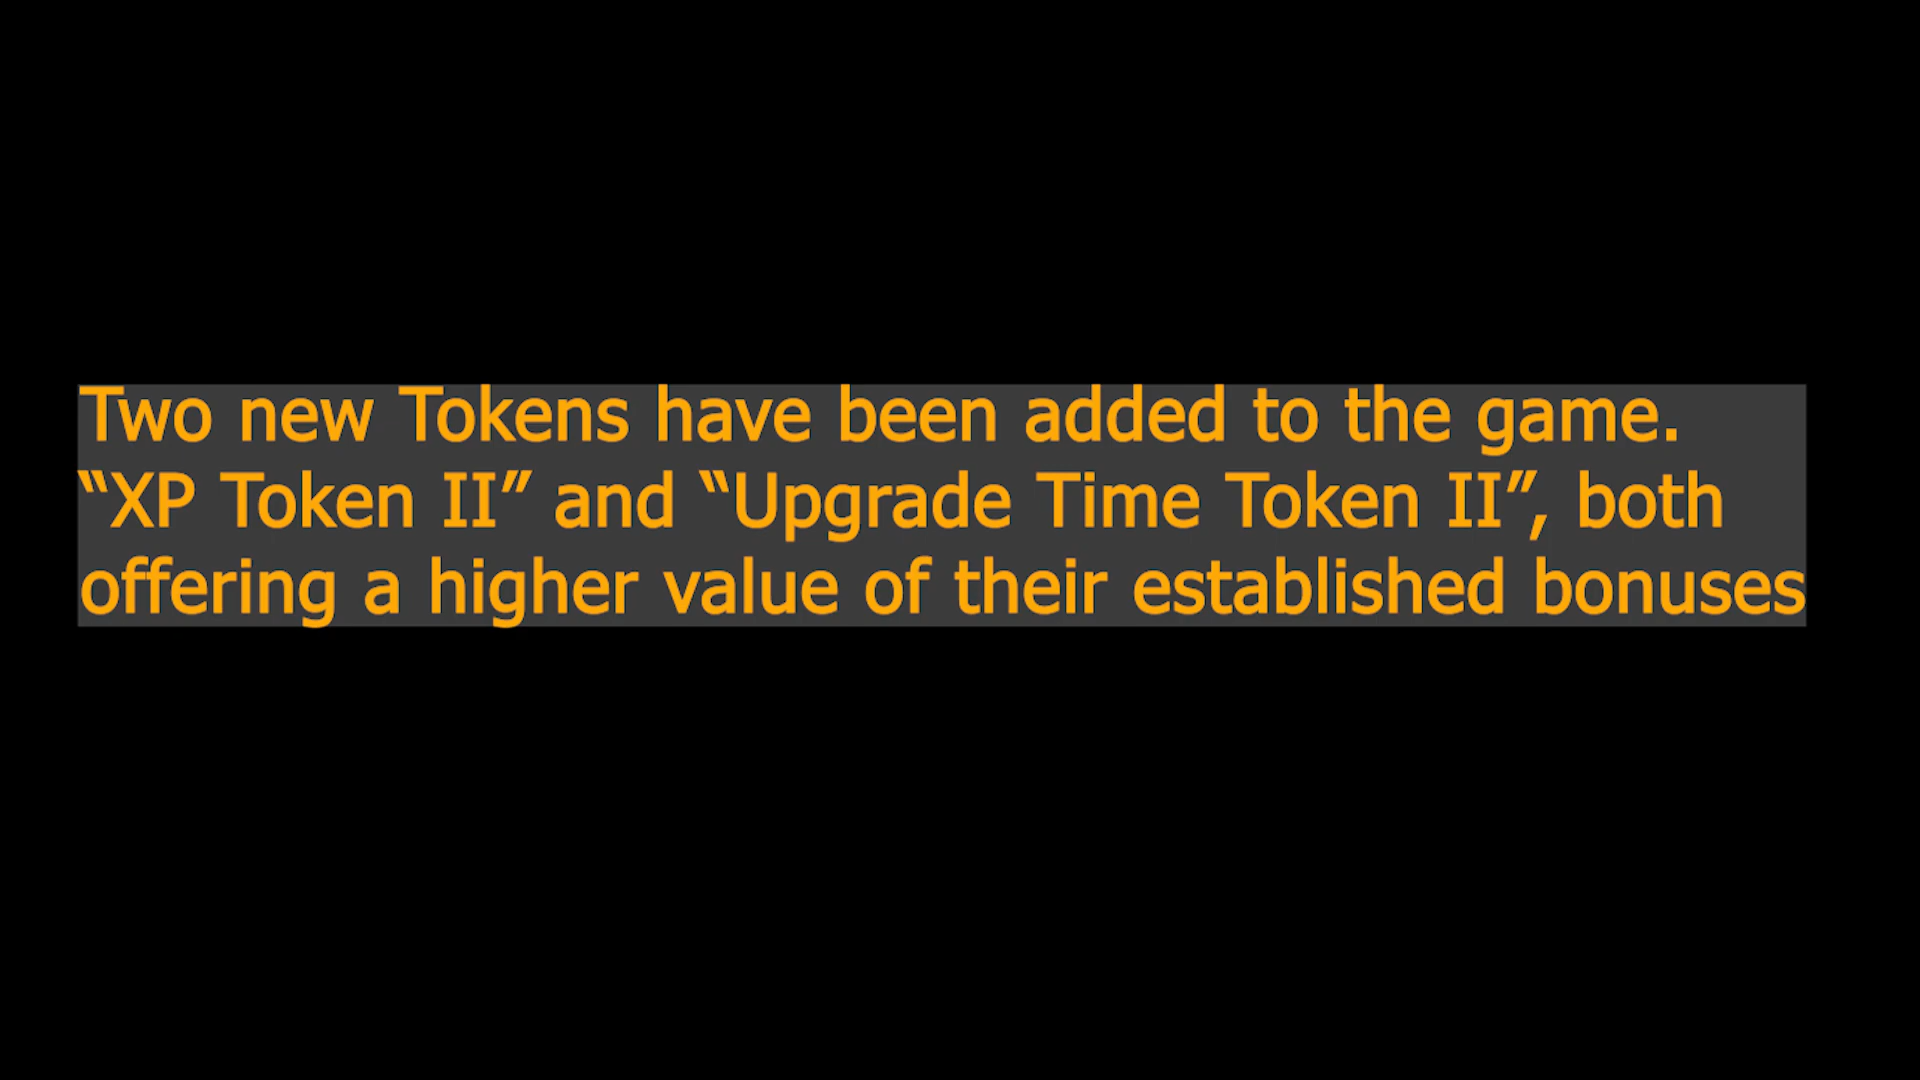 Two new Tokens have been added to the game.
“XP Token II” and “Upgrade Time Token II”, both
offering a higher value of their established bonuses